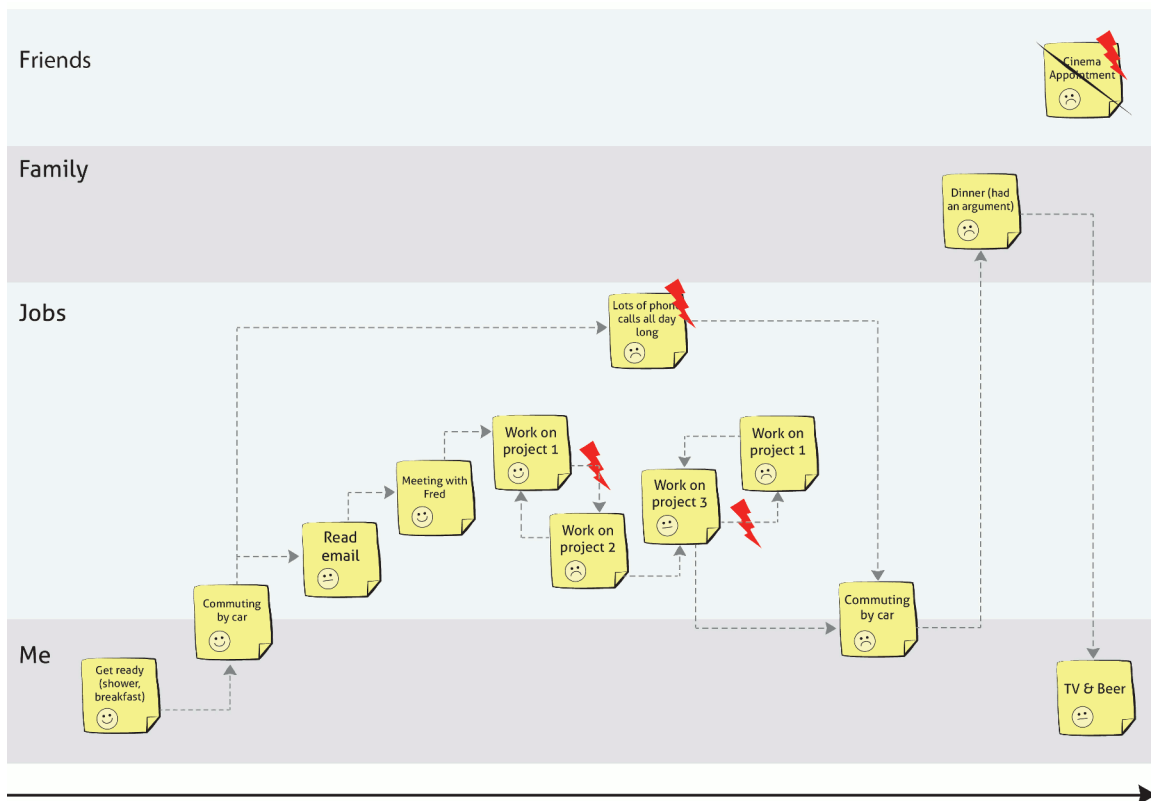 Friends
Cinema
Appointment
Family
Dinner (had
an argument)
Jobs
Lots of phone
calls all day
long
Work on
project 1
Work on
project 1
Meeting with
Fred
Work on
project 3
Work on
project 2
Read
email
Commuting
by car
Commuting
by car
Me
Get ready
(shower,
breakfast)
TV & Beer